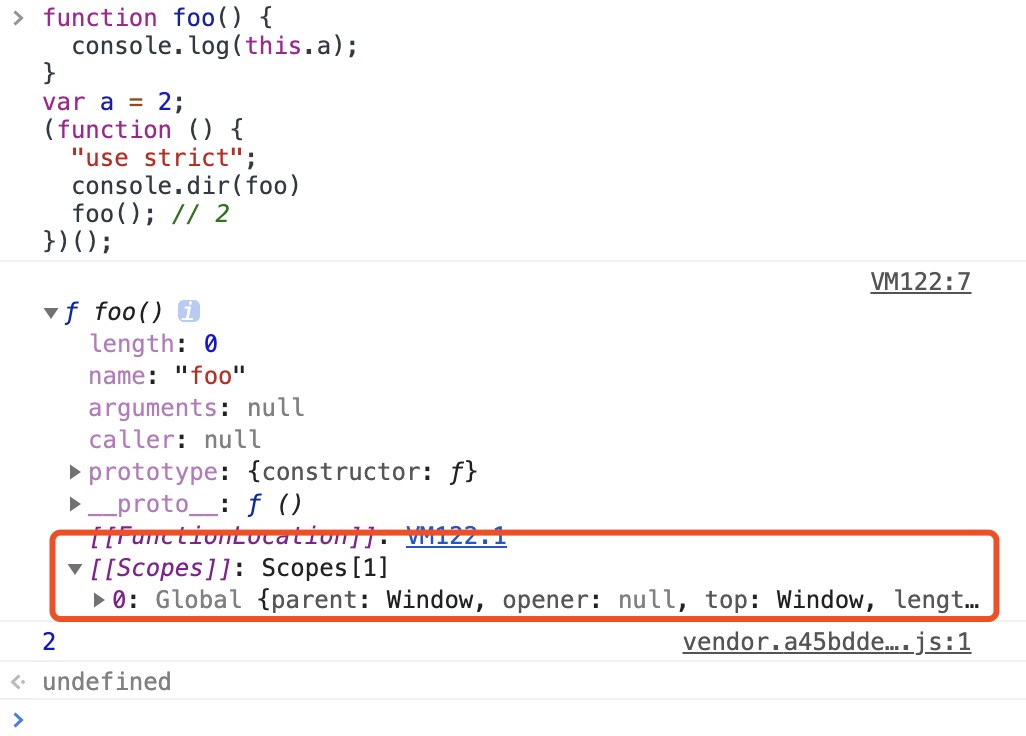 > function foo() {
console.log(this.a);
}
var a = 2;
(function () {
"use strict";
console.dir(foo)
foo(); // 2
})();
VM122:7
▼ƒ foo() i
length: 0
name: "foo"
arguments: null
caller: null
▶prototype: {constructor: ƒ}
▶__proto__: ƒ ()
[[FunctionLocation]]: VM122:1
▼[[Scopes]]: Scopes[1]
▶0: Global {parent: Window, opener: null, top: Window, lengt…
2 vendor.a45bdde….js:1
undefined
>